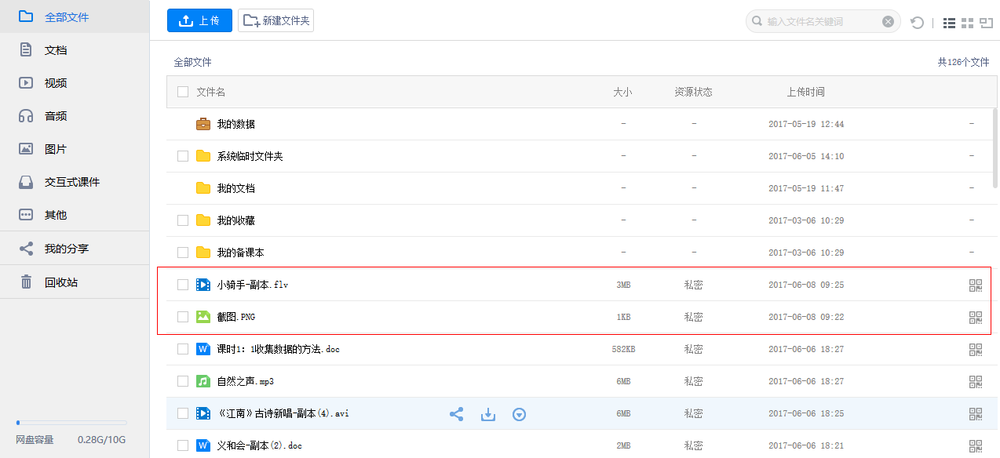 全部文件
文档
视频
音频
图片
交互式课件
其他
我的分享
回收站
网盘容量 0.28G/10G
上传 新建文件夹 输入文件名关键词
全部文件 共126个文件
文件名 大小 资源状态 上传时间
我的数据 – – 2017-05-19 12:44 –
系统临时文件夹 – – 2017-06-05 14:10 –
我的文档 – – 2017-05-19 11:47 –
我的收藏 – – 2017-03-06 10:29 –
我的备课本 – – 2017-03-06 10:29 –
小骑手-副本.flv 3MB 私密 2017-06-08 09:25
截图.PNG 1KB 私密 2017-06-08 09:22
W 课时1: 1收集数据的方法.doc 582KB 私密 2017-06-06 18:27
自然之声.mp3 6MB 私密 2017-06-06 18:27
《江南》古诗新唱-副本(4).avi 6MB 私密 2017-06-06 18:25
W 义和会-副本(2).doc 2MB 私密 2017-06-06 18:21